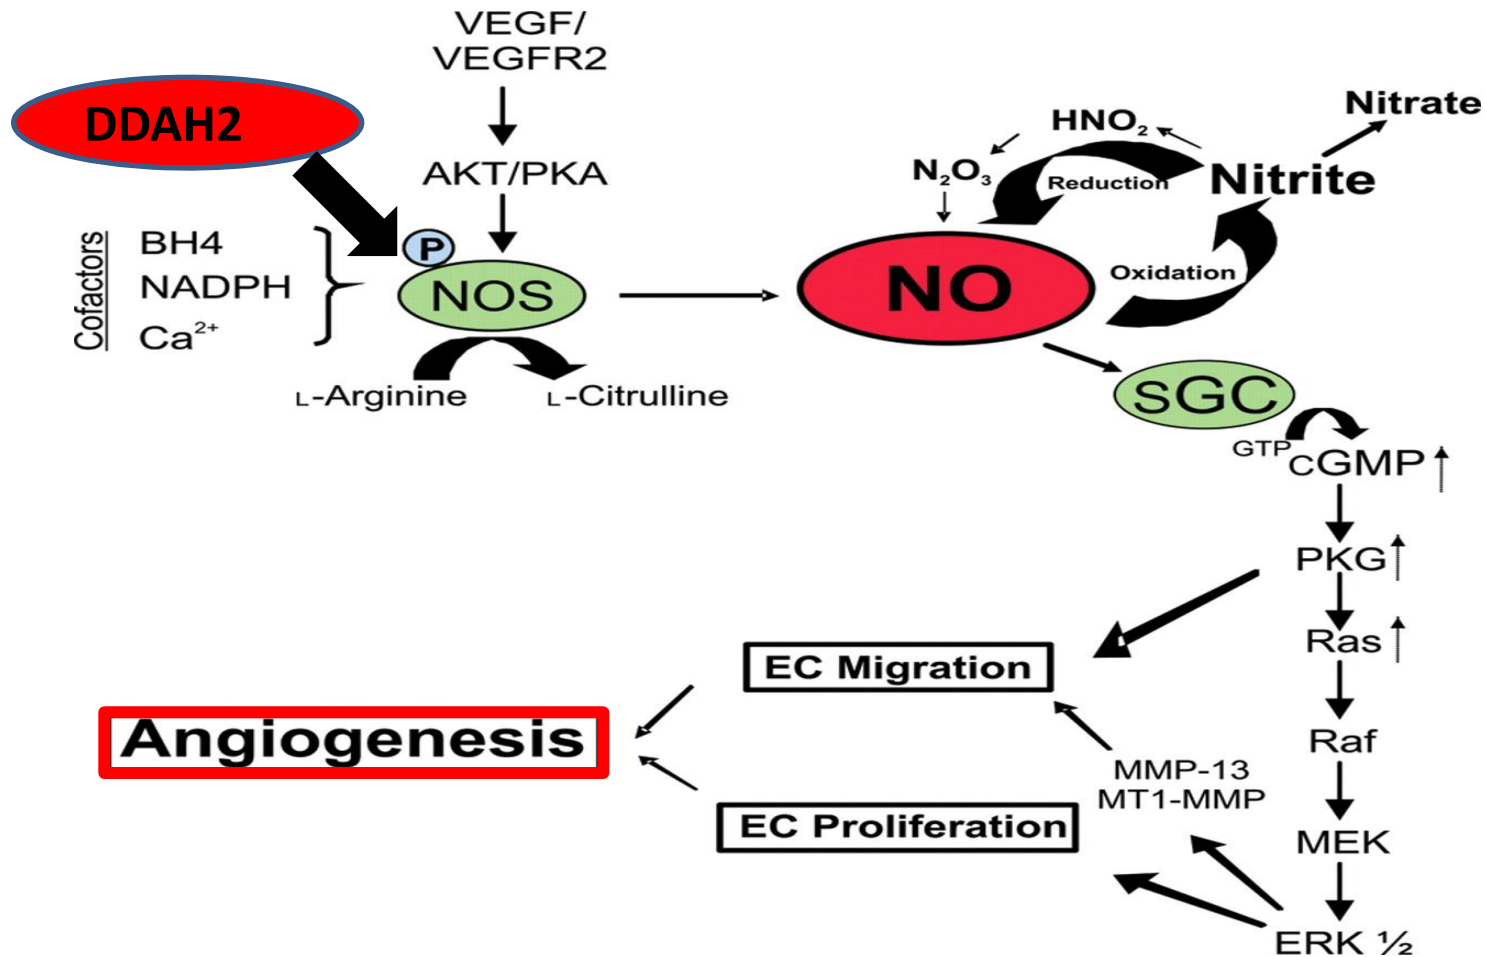 VEGF/
VEGFR2
DDAH2
AKT/PKA
Cofactors
BH4
NADPH
Ca²⁺
P
NOS
L-Arginine
L-Citrulline
HNO₂
Nitrate
N₂O₃
Reduction
Nitrite
NO
Oxidation
sGC
GTP
cGMP
PKG
Ras
Raf
MEK
ERK ½
MMP-13
MT1-MMP
EC Migration
EC Proliferation
Angiogenesis